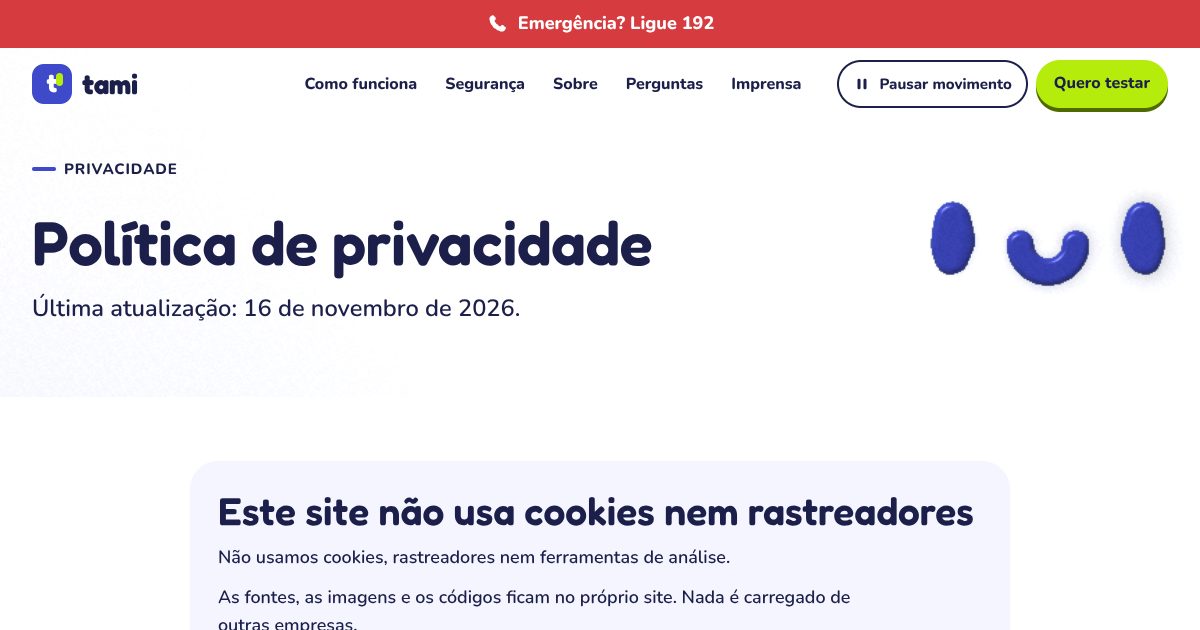 Emergência? Ligue 192
tami
Como funciona
Segurança
Sobre
Perguntas
Imprensa
Pausar movimento
Quero testar
PRIVACIDADE
Política de privacidade
Última atualização: 16 de novembro de 2026.
Este site não usa cookies nem rastreadores
Não usamos cookies, rastreadores nem ferramentas de análise.
As fontes, as imagens e os códigos ficam no próprio site. Nada é carregado de
outras empresas.